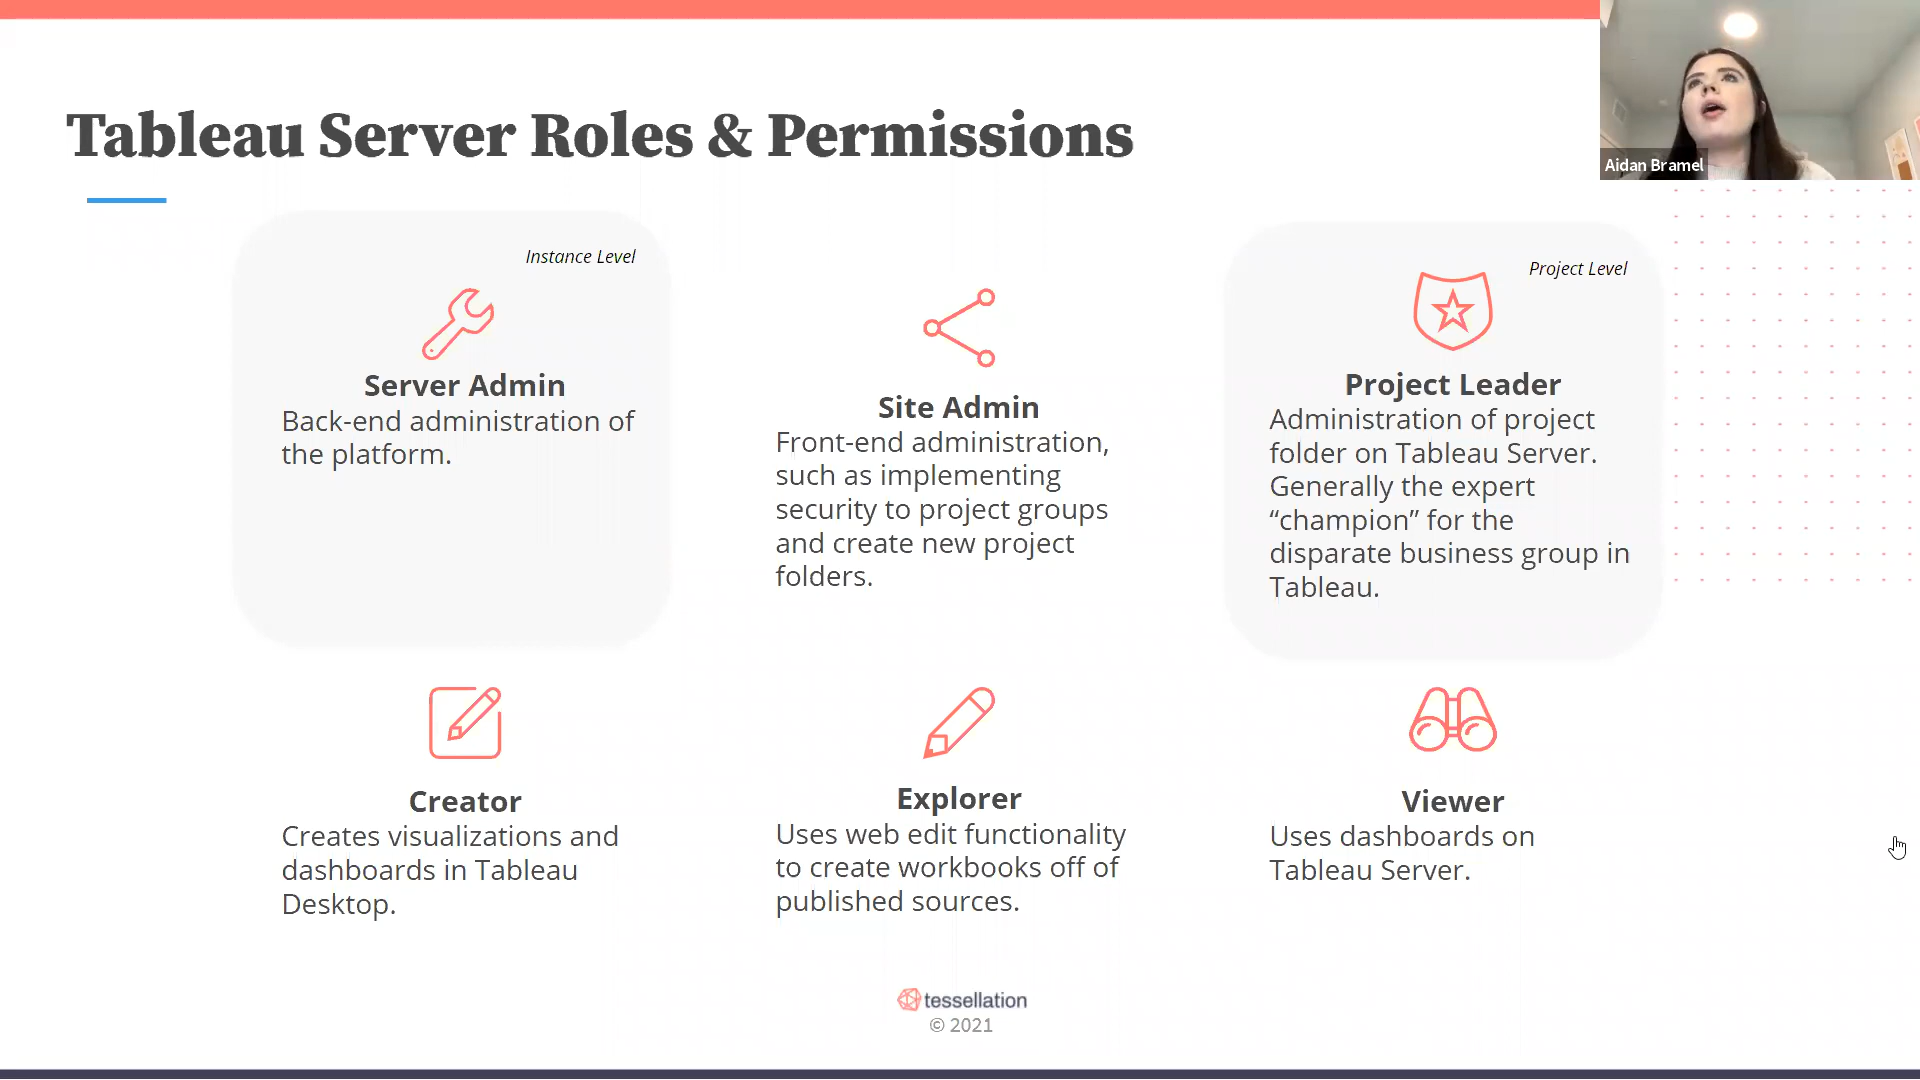 Tableau Server Roles & Permissions
Aidan Bramel
Instance Level
Server Admin
Back-end administration of
the platform.
Site Admin
Front-end administration,
such as implementing
security to project groups
and create new project
folders.
Project Level
Project Leader
Administration of project
folder on Tableau Server.
Generally the expert
“champion” for the
disparate business group in
Tableau.
Creator
Creates visualizations and
dashboards in Tableau
Desktop.
Explorer
Uses web edit functionality
to create workbooks off of
published sources.
Viewer
Uses dashboards on
Tableau Server.
tessellation
© 2021